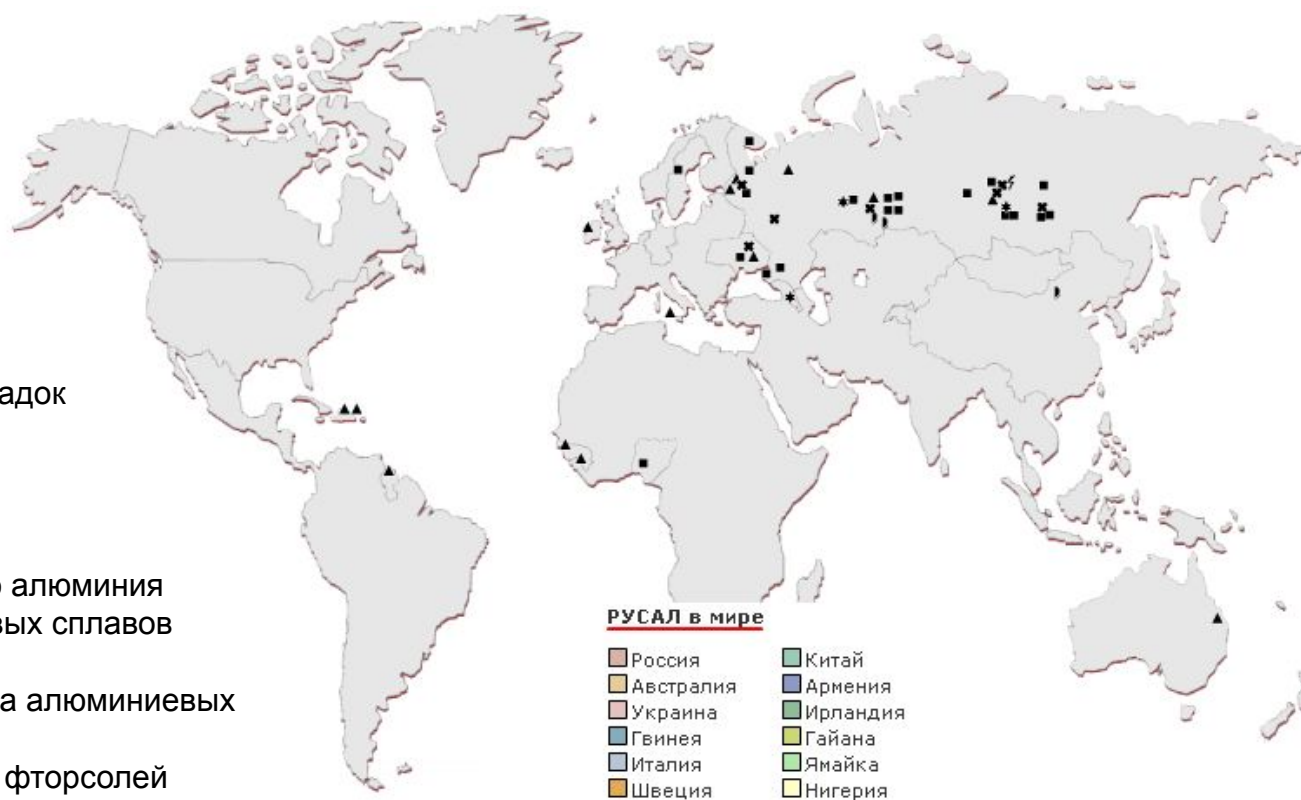 адок
алюминия
вых сплавов
а алюминиевых
фторсолей
РУСАЛ в мире
Россия
Австралия
Украина
Гвинея
Италия
Швеция
Китай
Армения
Ирландия
Гайана
Ямайка
Нигерия